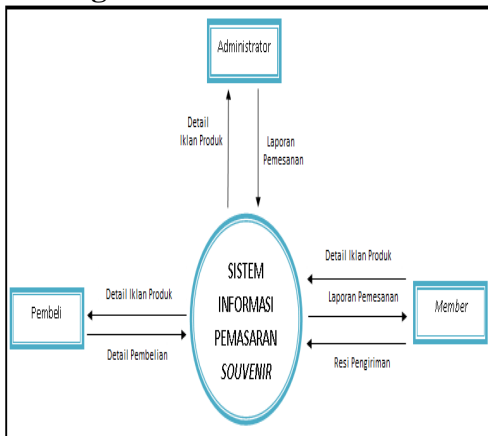 Administrator
Detail
Iklan Produk
Laporan
Pemesanan
SISTEM
INFORMASI
PEMASARAN
SOUVENIR
Pembeli
Detail Iklan Produk
Detail Pembelian
Detail Iklan Produk
Laporan Pemesanan
Resi Pengiriman
Member